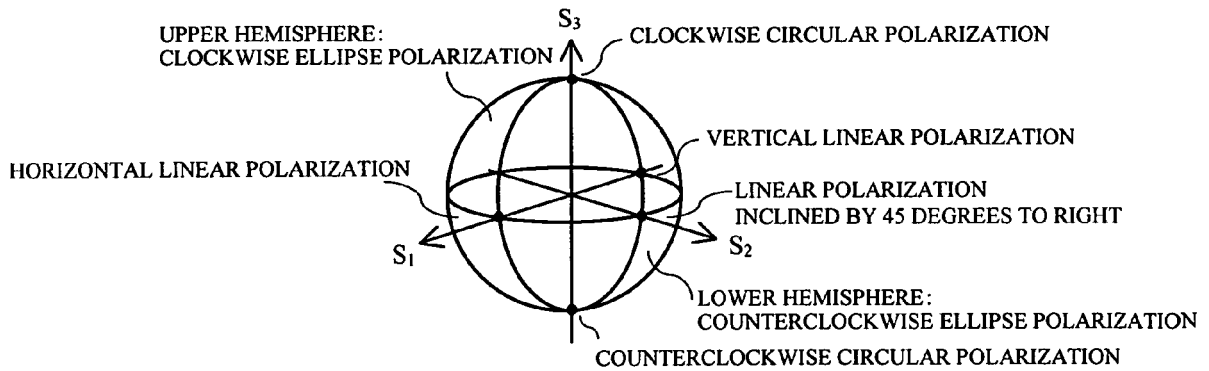 S3
UPPER HEMISPHERE:
CLOCKWISE ELLIPSE POLARIZATION
CLOCKWISE CIRCULAR POLARIZATION
VERTICAL LINEAR POLARIZATION
HORIZONTAL LINEAR POLARIZATION
LINEAR POLARIZATION
INCLINED BY 45 DEGREES TO RIGHT
S1
S2
LOWER HEMISPHERE:
COUNTERCLOCKWISE ELLIPSE POLARIZATION
COUNTERCLOCKWISE CIRCULAR POLARIZATION